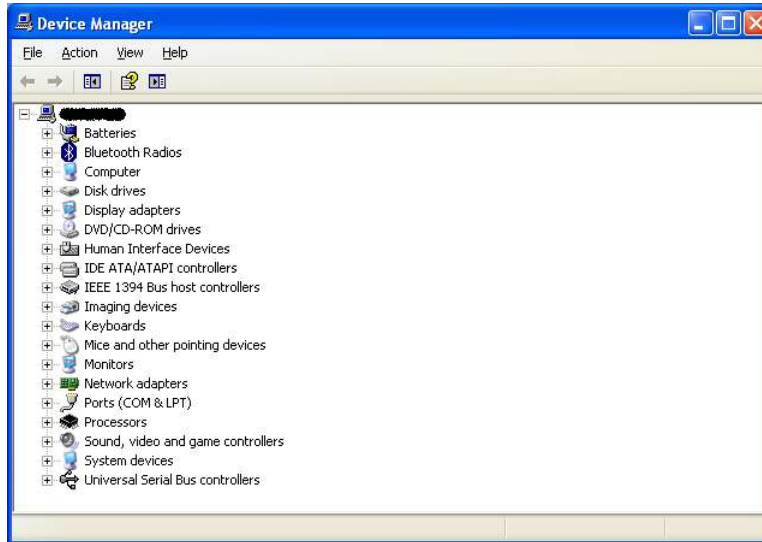 Device Manager
File Action View Help
Batteries
Bluetooth Radios
Computer
Disk drives
Display adapters
DVD/CD-ROM drives
Human Interface Devices
IDE ATA/ATAPI controllers
IEEE 1394 Bus host controllers
Imaging devices
Keyboards
Mice and other pointing devices
Monitors
Network adapters
Ports (COM & LPT)
Processors
Sound, video and game controllers
System devices
Universal Serial Bus controllers